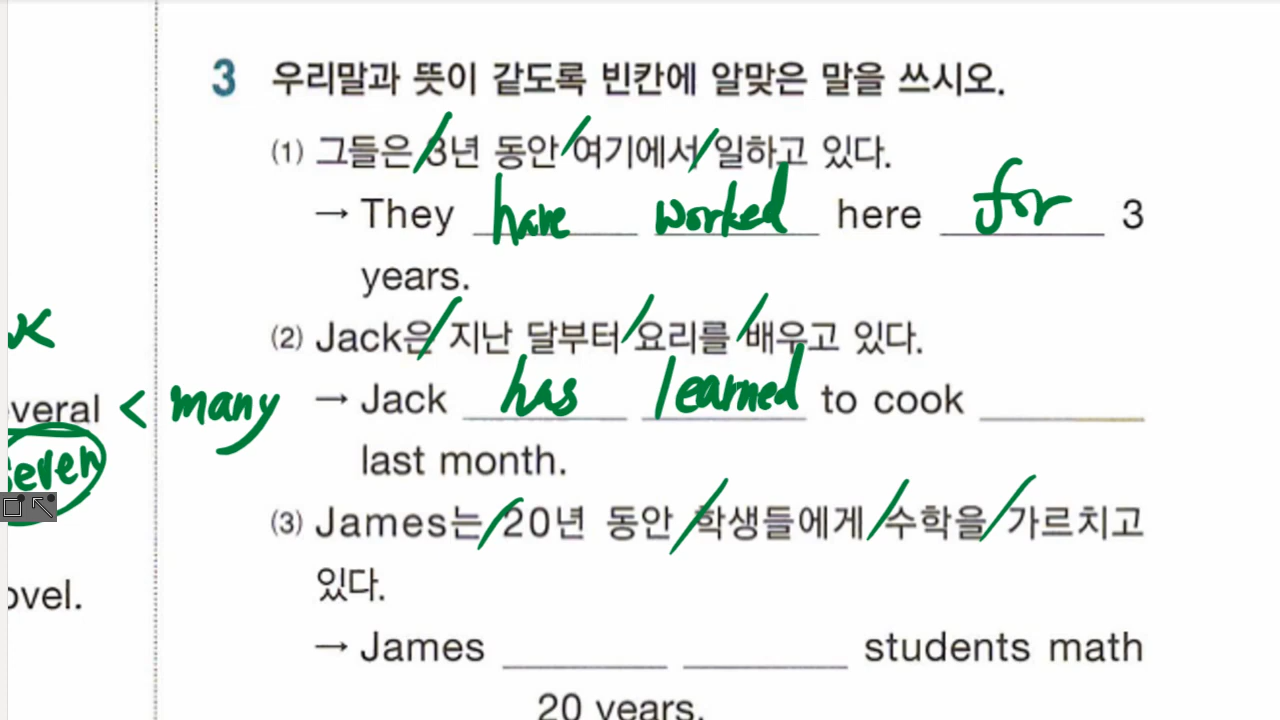 3 우리말과 뜻이 같도록 빈칸에 알맞은 말을 쓰시오.
(1) 그들은 3년 동안 여기에서 일하고 있다.
→ They have worked here for 3
years.
(2) Jack은 지난 달부터 요리를 배우고 있다.
everal < many → Jack has learned to cook
last month.
seven
(3) James는 20년 동안 학생들에게 수학을 가르치고
있다.
ovel.
→ James students math
20 years.